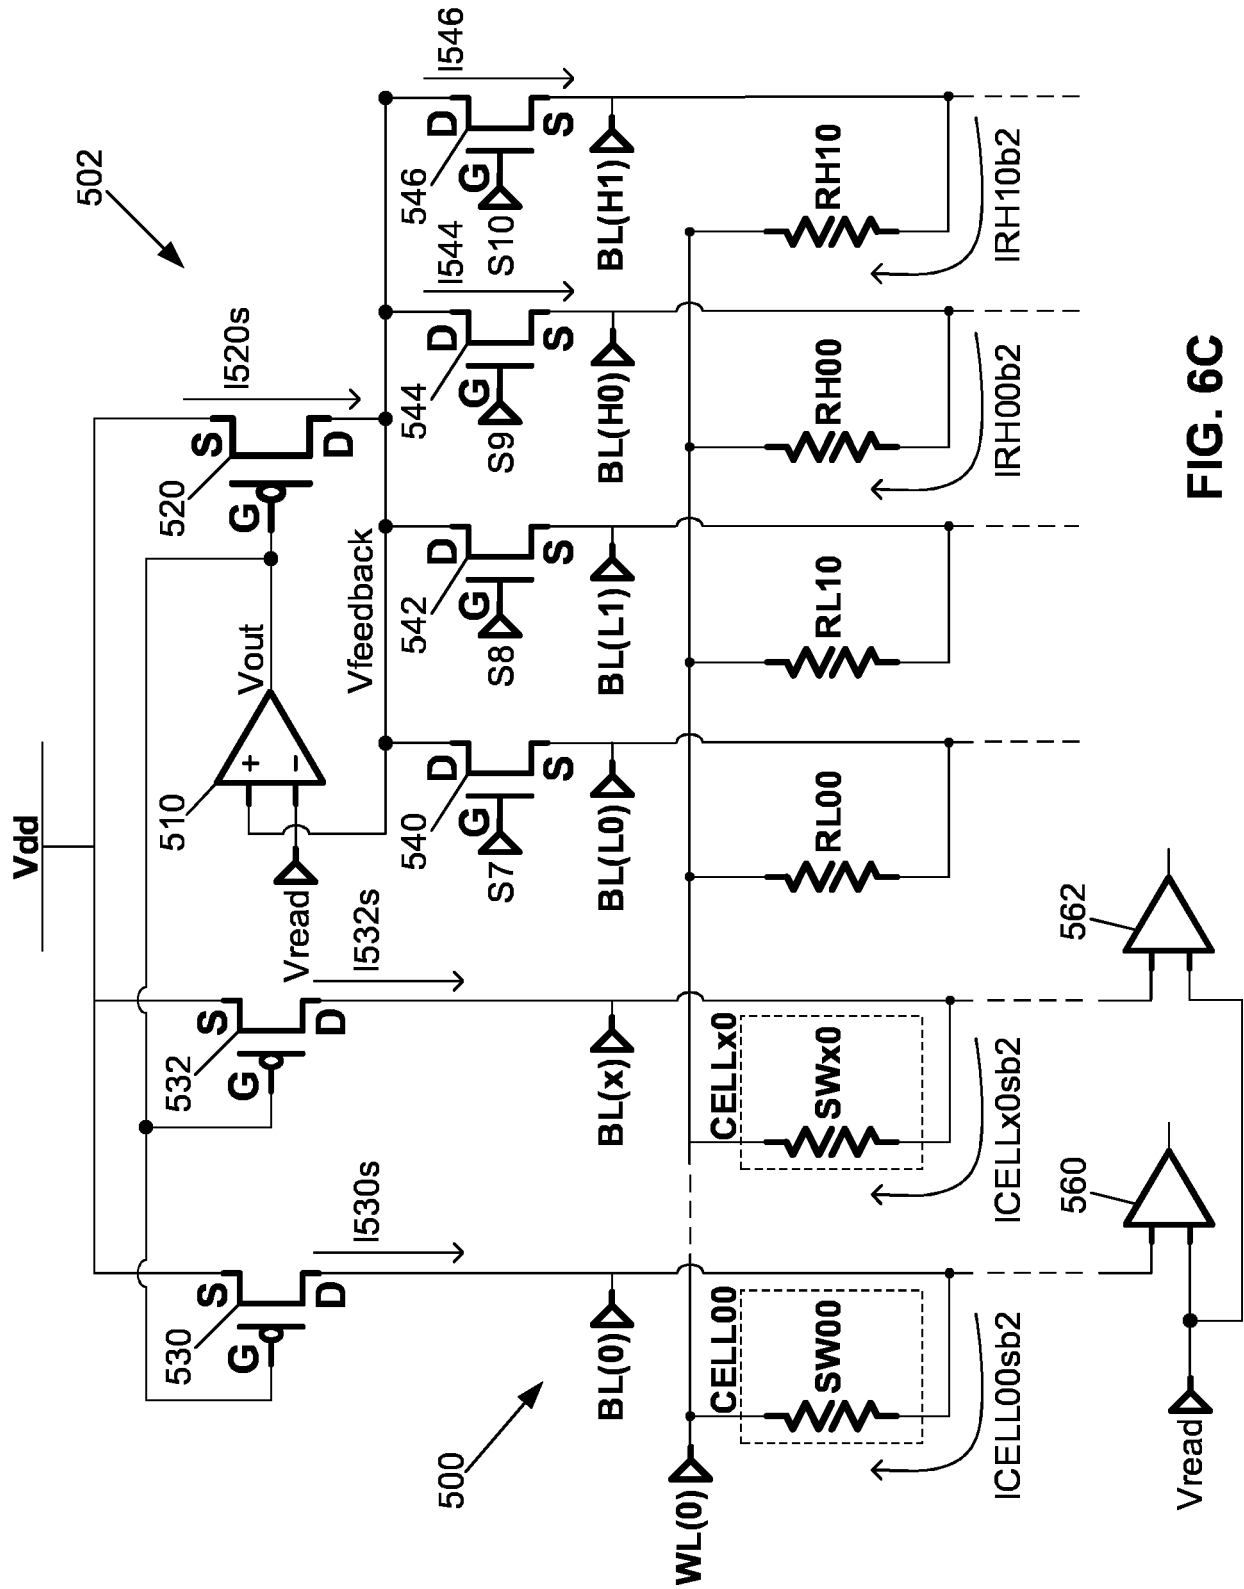 Vdd
502
510
+
−
Vout
Vread
520
S
G
D
I520s
530
S
G
D
I530s
532
S
G
D
I532s
Vfeedback
540
D
G
S
S7
542
D
G
S
S8
544
D
G
S
S9
I544
546
D
G
S
S10
I546
500
BL(0)
BL(x)
BL(L0)
BL(L1)
BL(H0)
BL(H1)
WL(0)
CELL00
SW00
CELLx0
SWx0
RL00
RL10
RH00
RH10
ICELL00sb2
ICELLx0sb2
IRH00b2
IRH10b2
Vread
560
562
FIG. 6C